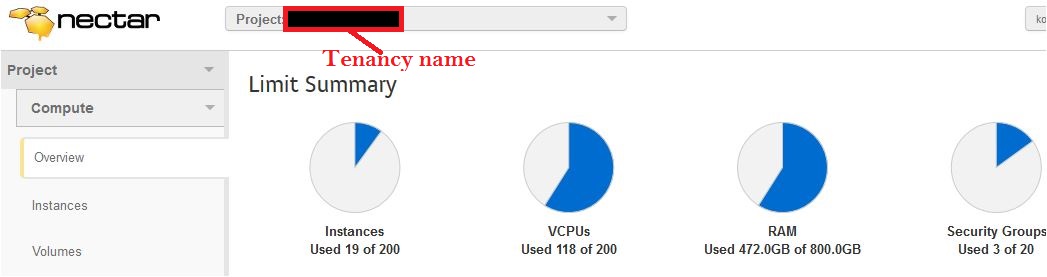 nectar
Project:
ko
Tenancy name
Project
Limit Summary
Compute
Overview
Instances
Volumes
Instances
Used 19 of 200
VCPUs
Used 118 of 200
RAM
Used 472.0GB of 800.0GB
Security Groups
Used 3 of 20